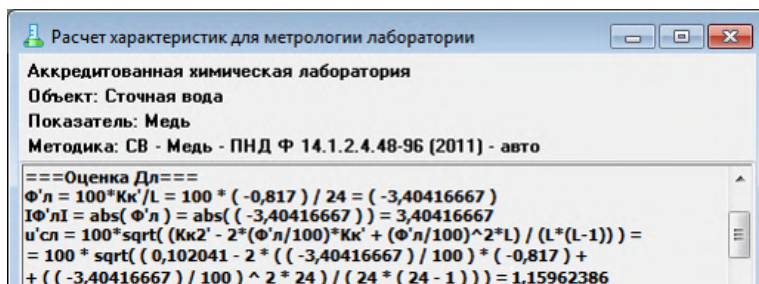 Расчет характеристик для метрологии лаборатории
Аккредитованная химическая лаборатория
Объект: Сточная вода
Показатель: Медь
Методика: СВ - Медь - ПНД Ф 14.1.2.4.48-96 (2011) - авто
===Оценка Дл===
Ф'л = 100*Кк'/L = 100 * ( -0,817 ) / 24 = ( -3,40416667 )
IФ'лI = abs( Ф'л ) = abs( ( -3,40416667 ) ) = 3,40416667
u'сл = 100*sqrt( (Кк2' - 2*(Ф'л/100)*Кк' + (Ф'л/100)^2*L) / (L*(L-1)) ) =
= 100 * sqrt( ( 0,102041 - 2 * ( ( -3,40416667 ) / 100 ) * ( -0,817 ) +
+ ( ( -3,40416667 ) / 100 ) ^ 2 * 24 ) / ( 24 * ( 24 - 1 ) ) ) = 1,15962386